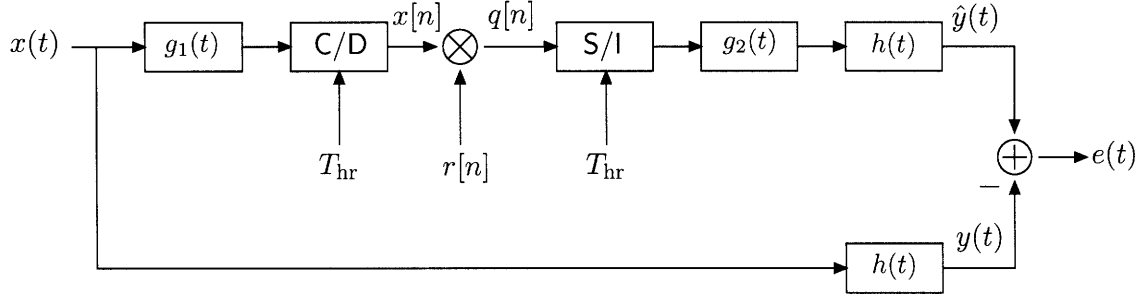 x(t)
g₁(t)
C/D
x[n]
q[n]
S/I
g₂(t)
h(t)
ŷ(t)
T_hr
r[n]
T_hr
e(t)
−
y(t)
h(t)